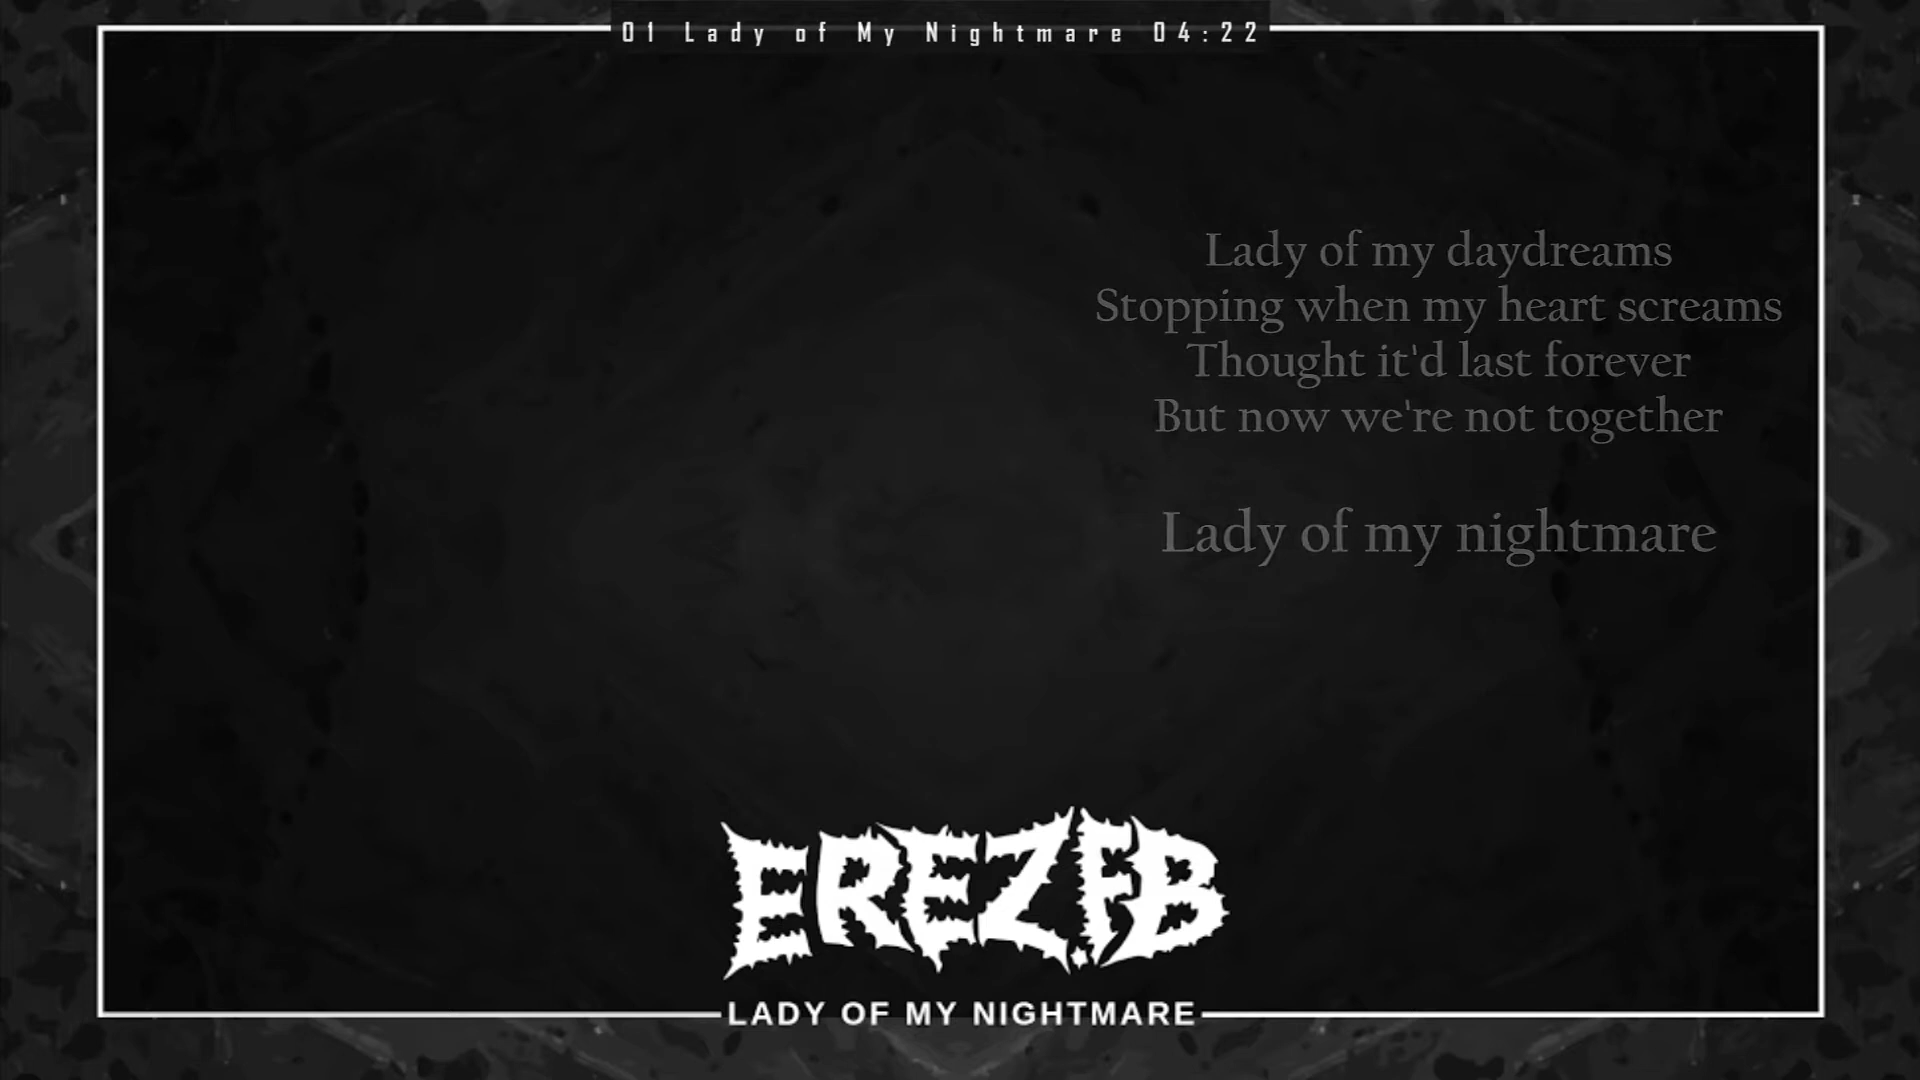 01 Lady of My Nightmare 04:22
Lady of my daydreams
Stopping when my heart screams
Thought it'd last forever
But now we're not together
Lady of my nightmare
EREZ.FB
LADY OF MY NIGHTMARE